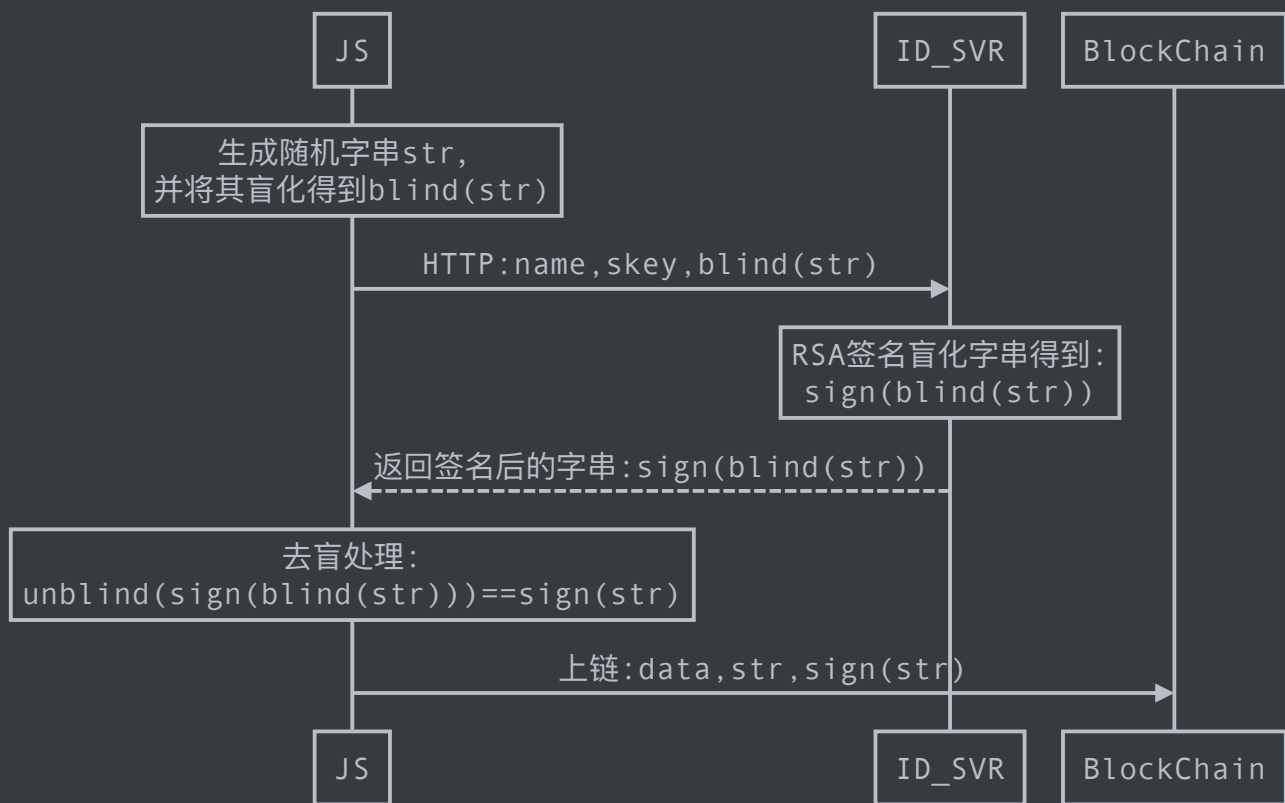 JS
ID_SVR
BlockChain
生成随机字串str,
并将其盲化得到blind(str)
HTTP:name,skey,blind(str)
RSA签名盲化字串得到:
sign(blind(str))
返回签名后的字串:sign(blind(str))
去盲处理:
unblind(sign(blind(str)))==sign(str)
上链:data,str,sign(str)
JS
ID_SVR
BlockChain